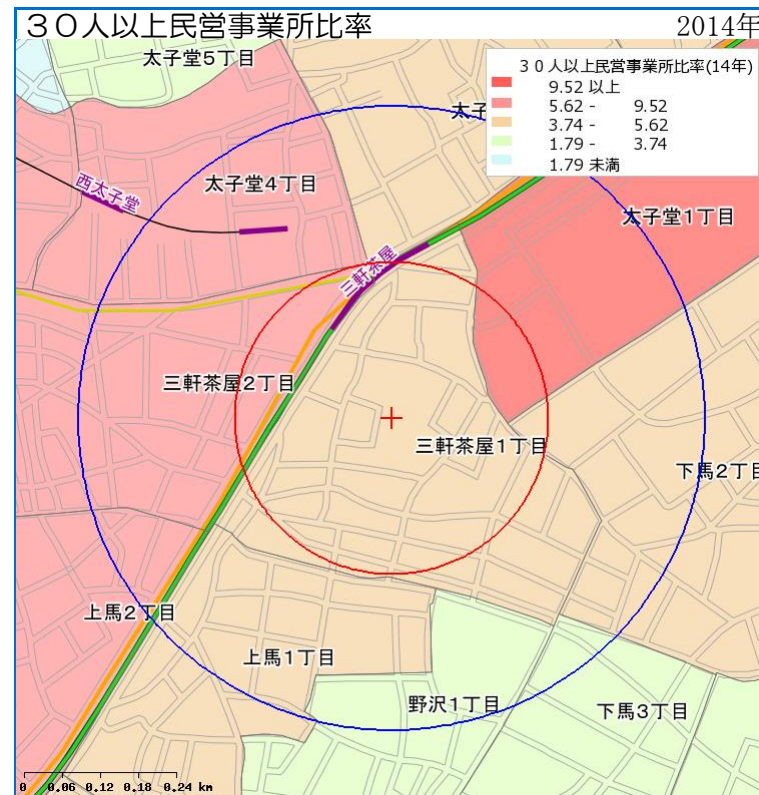 ３０人以上民営事業所比率
2014年
３０人以上民営事業所比率(14年)
9.52 以上
5.62 - 9.52
3.74 - 5.62
1.79 - 3.74
1.79 未満
太子堂5丁目
太子
太子堂4丁目
西太子堂
太子堂1丁目
三軒茶屋
三軒茶屋2丁目
三軒茶屋1丁目
下馬2丁目
上馬2丁目
上馬1丁目
野沢1丁目
下馬3丁目
0 0.06 0.12 0.18 0.24 km